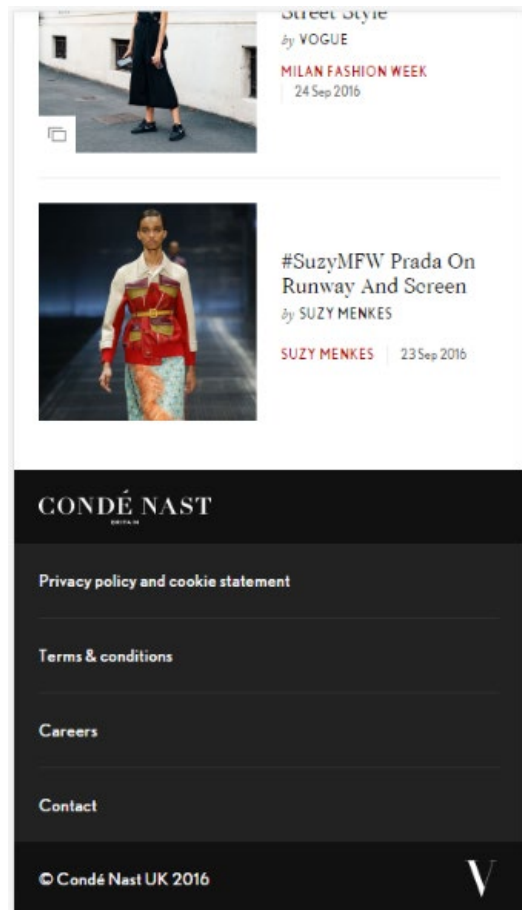 Street Style
by VOGUE
MILAN FASHION WEEK
24 Sep 2016
#SuzyMFW Prada On
Runway And Screen
by SUZY MENKES
SUZY MENKES 23 Sep 2016
CONDÉ NAST
BRITAIN
Privacy policy and cookie statement
Terms & conditions
Careers
Contact
© Condé Nast UK 2016
V